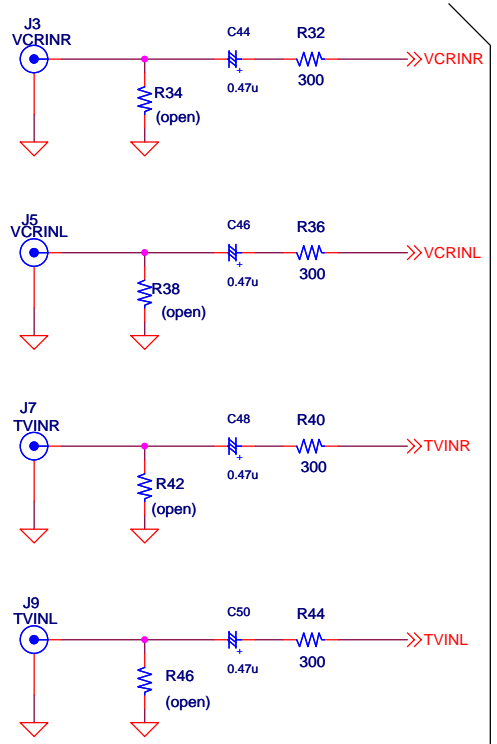 J3
VCRINR
C44
+
0.47u
R32
300
VCRINR
R34
(open)
J5
VCRINL
C46
+
0.47u
R36
300
VCRINL
R38
(open)
J7
TVINR
C48
+
0.47u
R40
300
TVINR
R42
(open)
J9
TVINL
C50
+
0.47u
R44
300
TVINL
R46
(open)